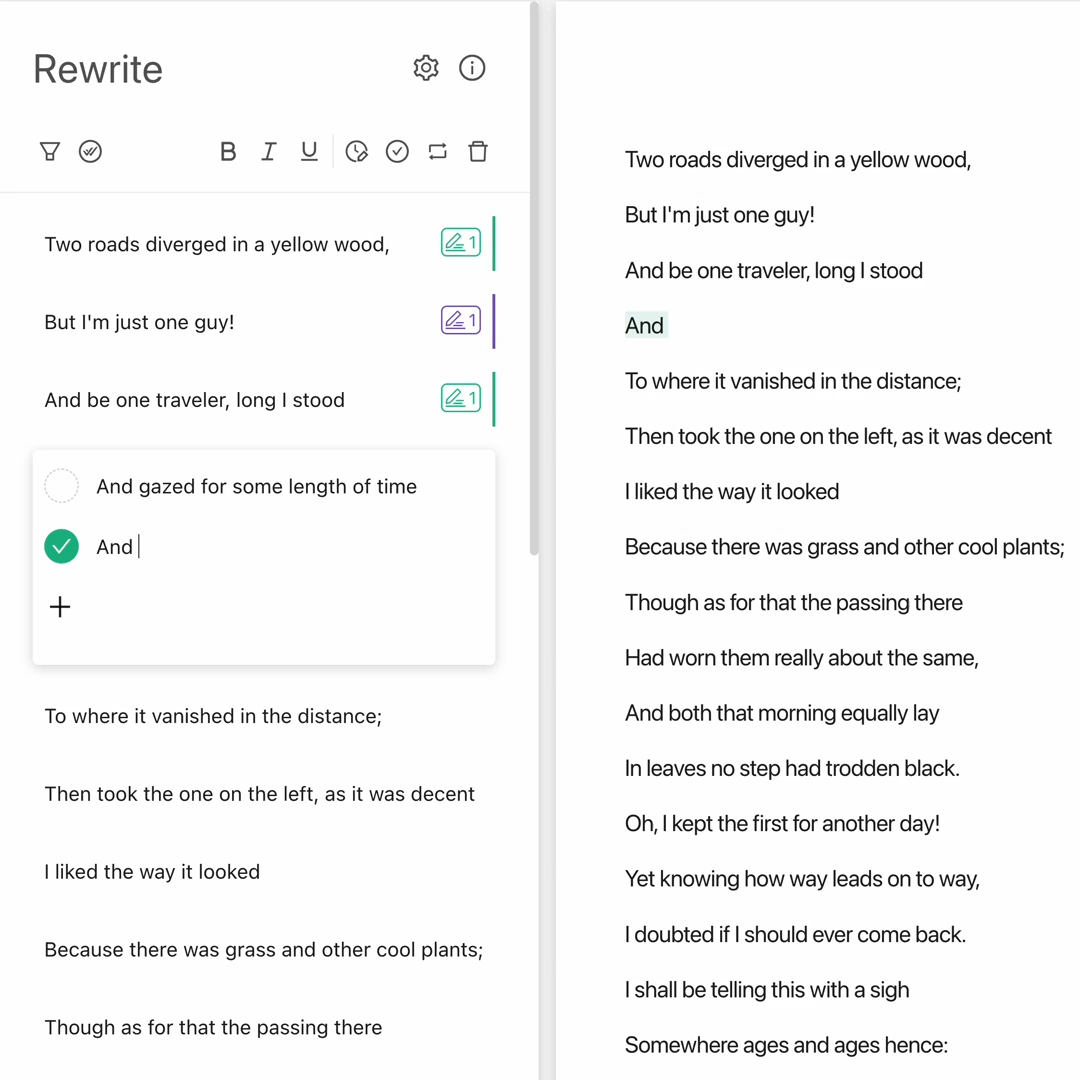 Rewrite
B I U
Two roads diverged in a yellow wood,
1
But I'm just one guy!
1
And be one traveler, long I stood
1
And gazed for some length of time
And
To where it vanished in the distance;
Then took the one on the left, as it was decent
I liked the way it looked
Because there was grass and other cool plants;
Though as for that the passing there
Two roads diverged in a yellow wood,
But I'm just one guy!
And be one traveler, long I stood
And
To where it vanished in the distance;
Then took the one on the left, as it was decent
I liked the way it looked
Because there was grass and other cool plants;
Though as for that the passing there
Had worn them really about the same,
And both that morning equally lay
In leaves no step had trodden black.
Oh, I kept the first for another day!
Yet knowing how way leads on to way,
I doubted if I should ever come back.
I shall be telling this with a sigh
Somewhere ages and ages hence: